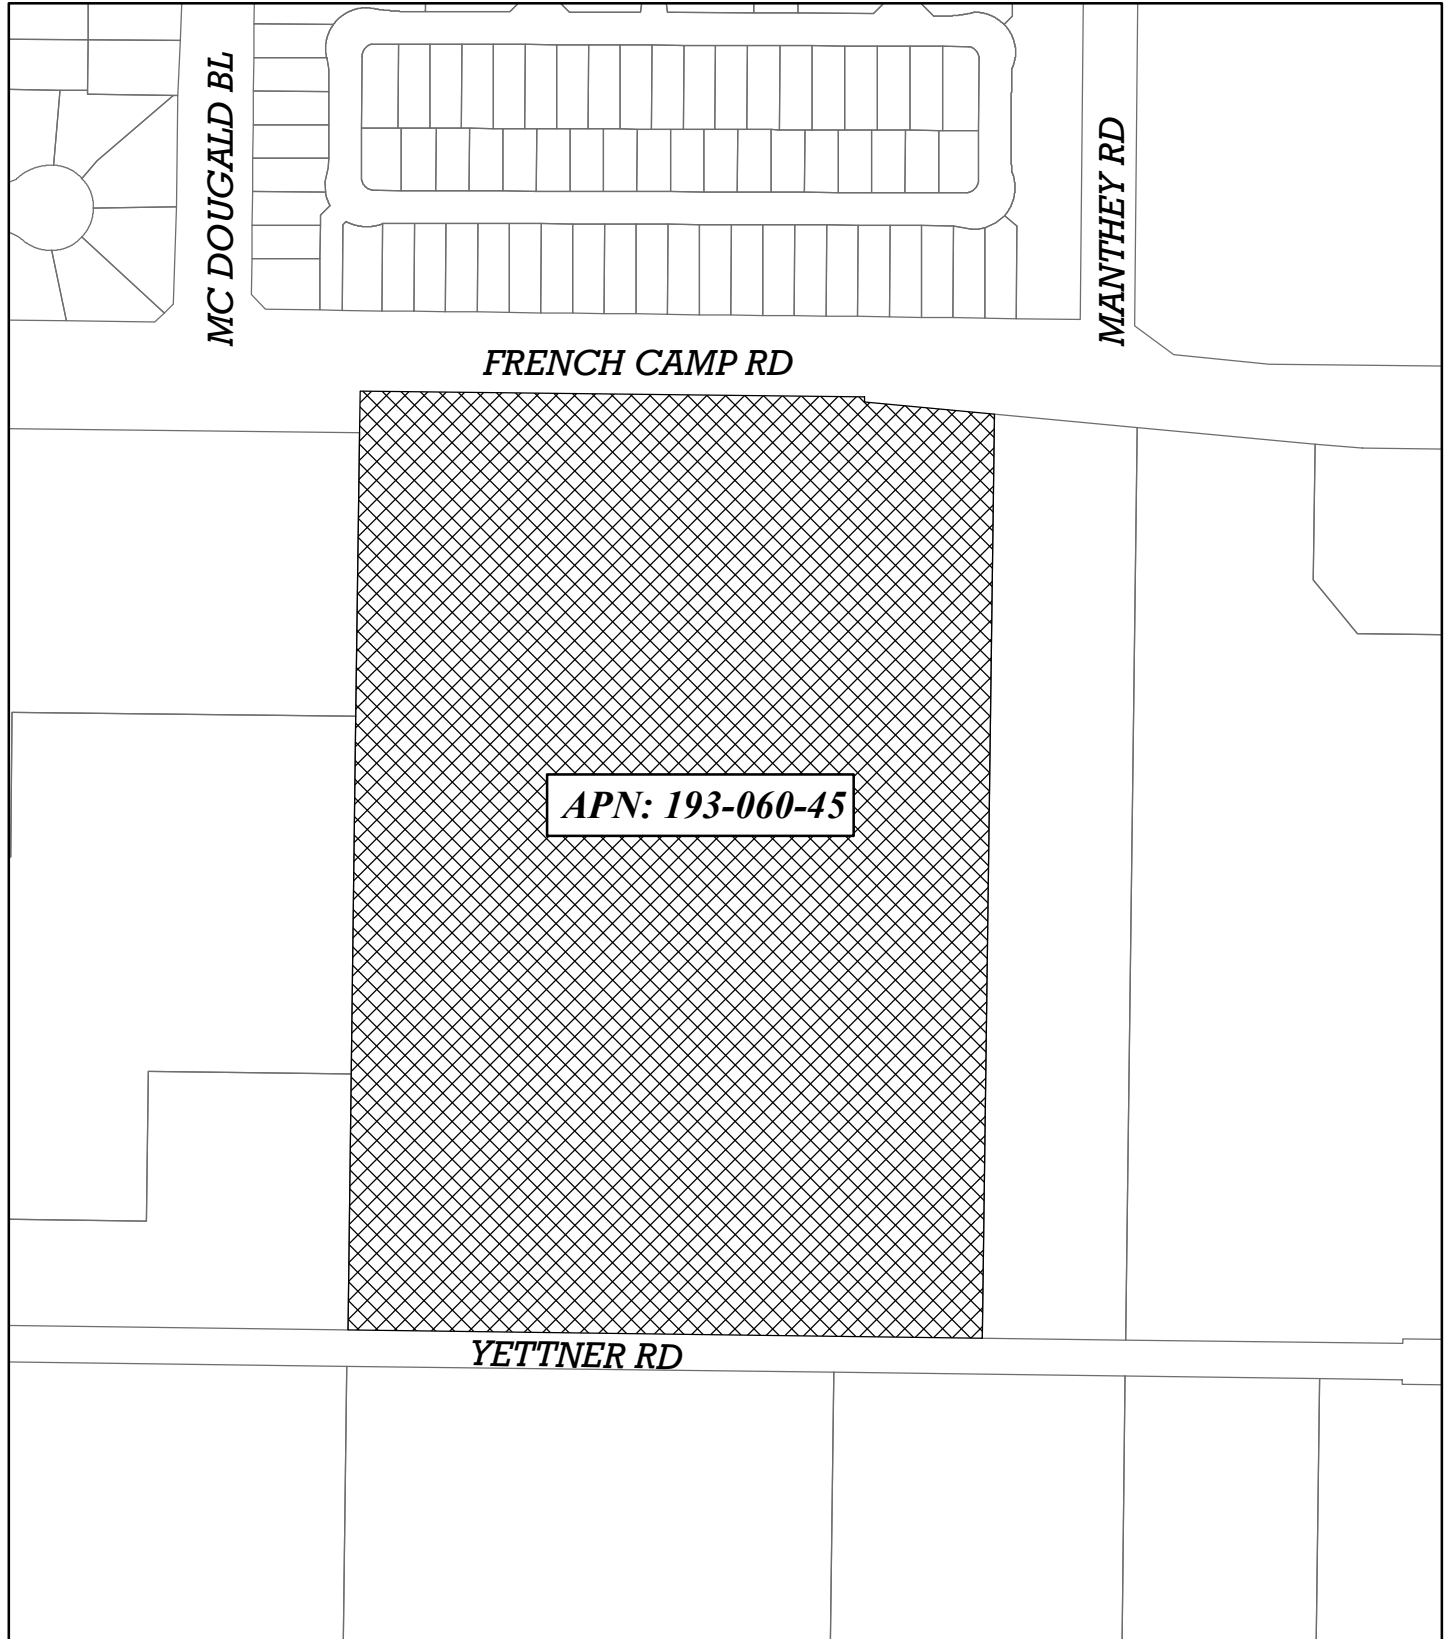 MC DOUGALD BL
MANTHEY RD
FRENCH CAMP RD
APN: 193-060-45
YETTNER RD